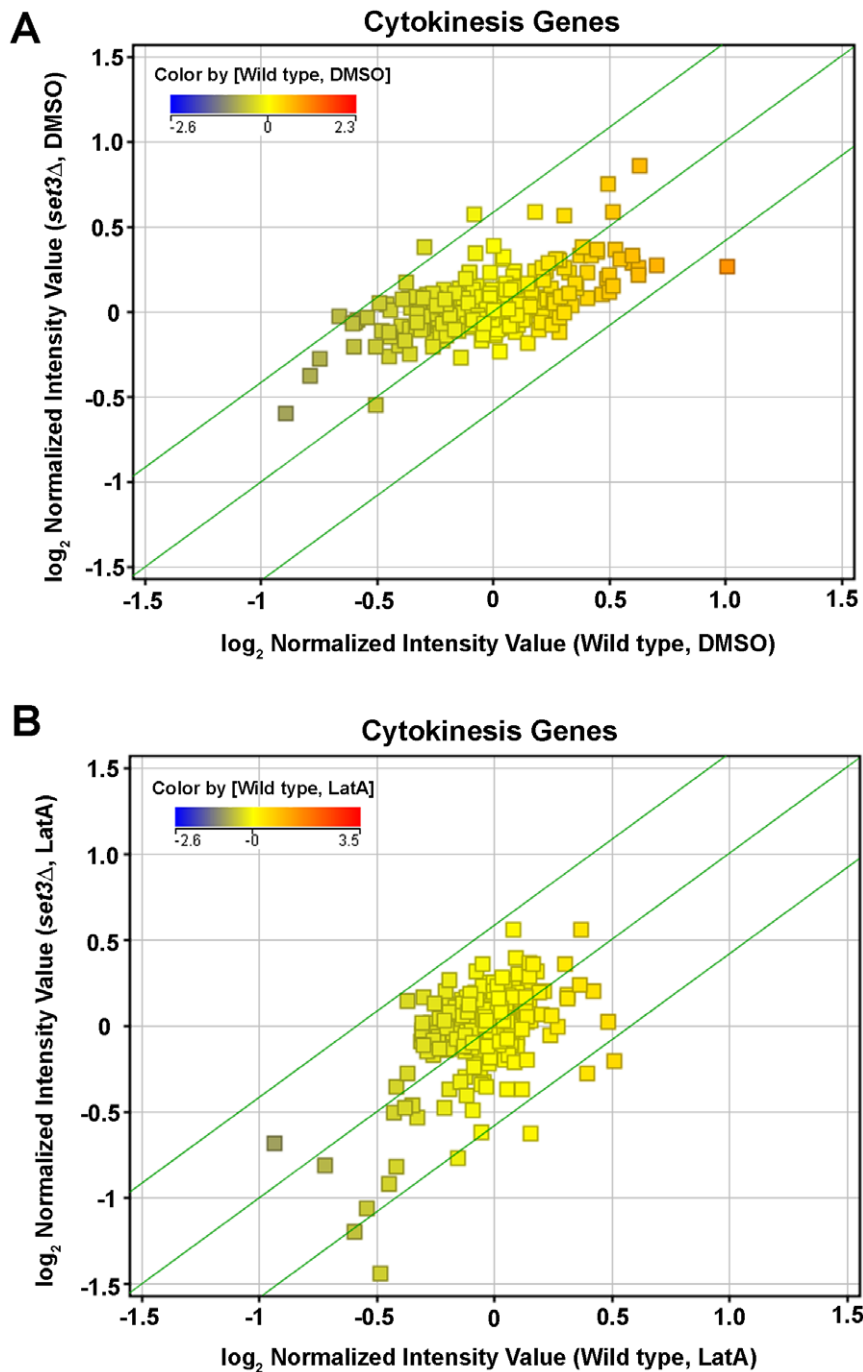 A
Cytokinesis Genes
Color by [Wild type, DMSO]
-2.6 0 2.3
1.5
1.0
0.5
0
-0.5
-1
-1.5
log2 Normalized Intensity Value (set3Δ, DMSO)
-1.5 -1 -0.5 0 0.5 1.0 1.5
log2 Normalized Intensity Value (Wild type, DMSO)
B
Cytokinesis Genes
Color by [Wild type, LatA]
-2.6 -0 3.5
1.5
1.0
0.5
0
-0.5
-1
-1.5
log2 Normalized Intensity Value (set3Δ, LatA)
-1.5 -1 -0.5 0 0.5 1.0 1.5
log2 Normalized Intensity Value (Wild type, LatA)